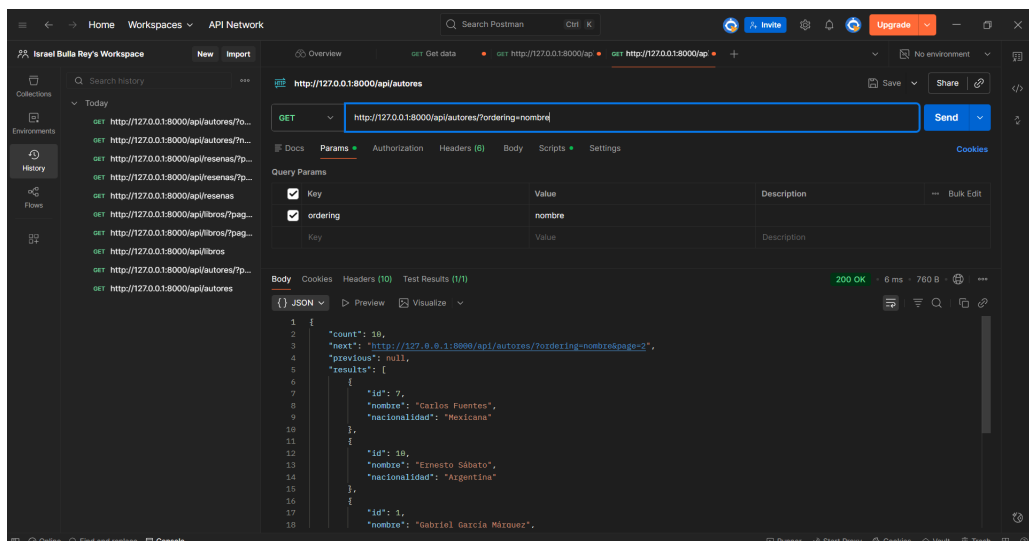 Home Workspaces API Network Search Postman Ctrl K Invite Upgrade
Israel Bulla Rey's Workspace New Import Overview GET Get data GET http://127.0.0.1:8000/ap GET http://127.0.0.1:8000/ap No environment
Collections
Environments
History
Flows
Search history
Today
GET http://127.0.0.1:8000/api/autores/?o...
GET http://127.0.0.1:8000/api/autores/?n...
GET http://127.0.0.1:8000/api/resenas/?p...
GET http://127.0.0.1:8000/api/resenas/?p...
GET http://127.0.0.1:8000/api/resenas
GET http://127.0.0.1:8000/api/libros/?pag...
GET http://127.0.0.1:8000/api/libros/?pag...
GET http://127.0.0.1:8000/api/libros
GET http://127.0.0.1:8000/api/autores/?p...
GET http://127.0.0.1:8000/api/autores
HTTP http://127.0.0.1:8000/api/autores Save Share
GET http://127.0.0.1:8000/api/autores/?ordering=nombre Send
Docs Params Authorization Headers (6) Body Scripts Settings Cookies
Query Params
Key Value Description Bulk Edit
ordering nombre
Key Value Description
Body Cookies Headers (10) Test Results (1/1) 200 OK 6 ms 760 B
{} JSON Preview Visualize
1 {
2 "count": 10,
3 "next": "http://127.0.0.1:8000/api/autores/?ordering=nombre&page=2",
4 "previous": null,
5 "results": [
6 {
7 "id": 7,
8 "nombre": "Carlos Fuentes",
9 "nacionalidad": "Mexicana"
10 },
11 {
12 "id": 10,
13 "nombre": "Ernesto Sábato",
14 "nacionalidad": "Argentina"
15 },
16 {
17 "id": 1,
18 "nombre": "Gabriel García Márquez",
Online Find and replace Console Runner Start Proxy Cookies Vault Trash